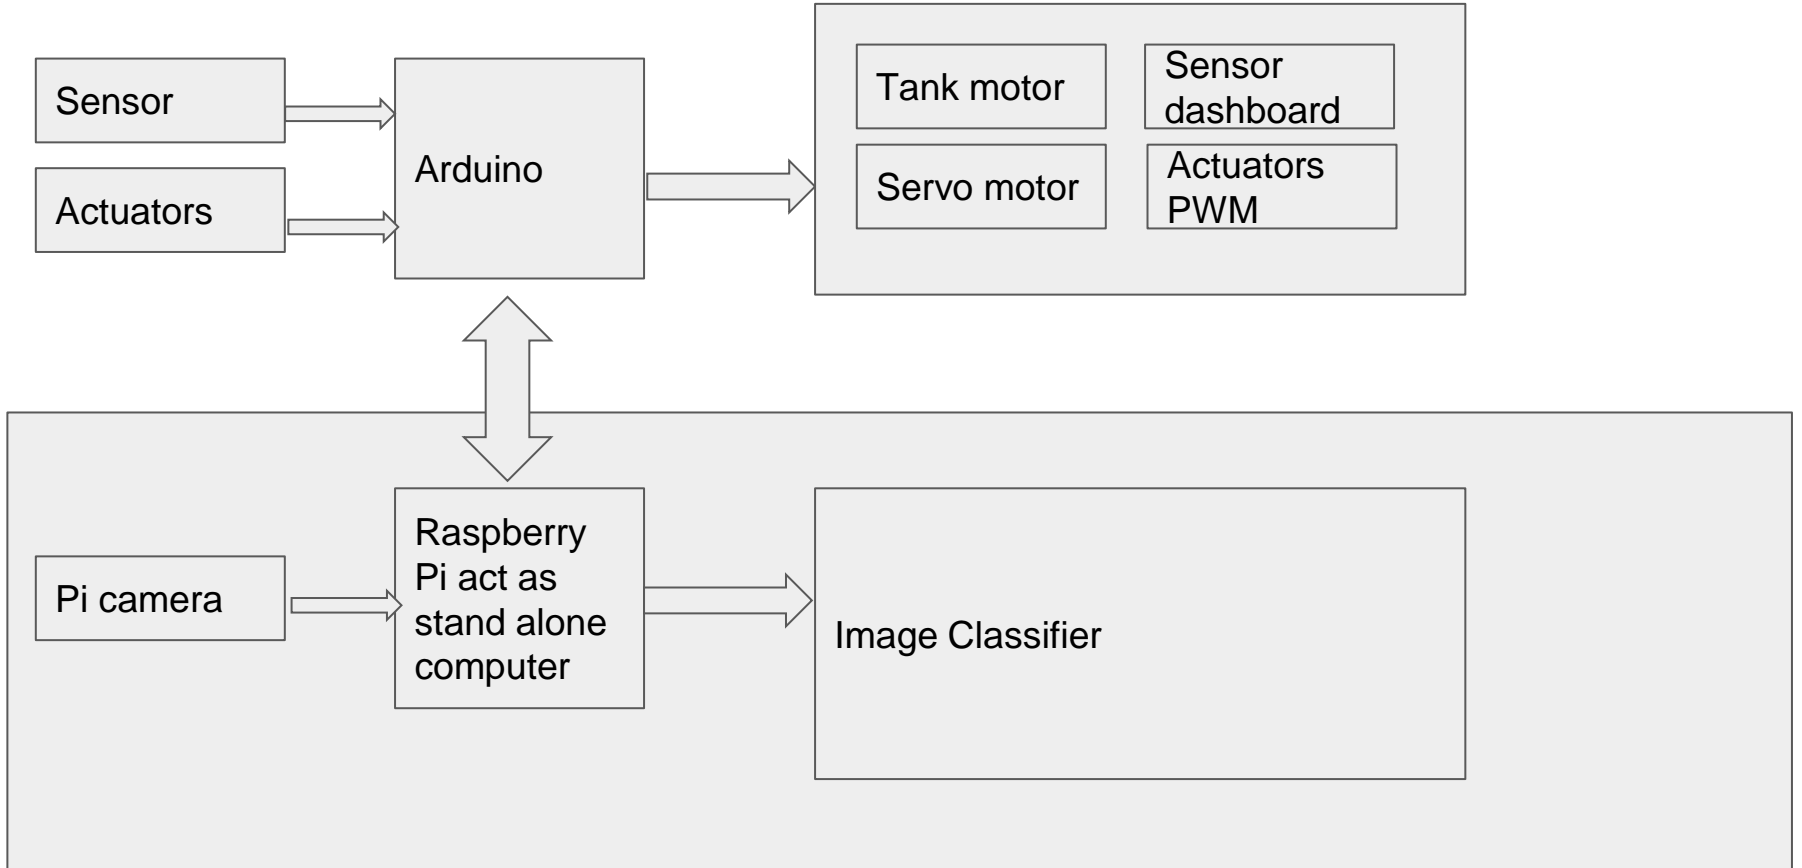 Sensor
Actuators
Arduino
Tank motor
Sensor
dashboard
Servo motor
Actuators
PWM
Pi camera
Raspberry
Pi act as
stand alone
computer
Image Classifier